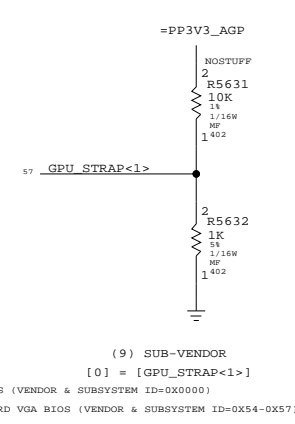 =PP3V3_AGP
NOSTUFF
2
R5631
10K
1%
1/16W
MF
402
1
57 GPU_STRAP<1>
2
R5632
1K
5%
1/16W
MF
402
1
(9) SUB-VENDOR
[0] = [GPU_STRAP<1>]
S (VENDOR & SUBSYSTEM ID=0X0000)
RD VGA BIOS (VENDOR & SUBSYSTEM ID=0X54-0X57)